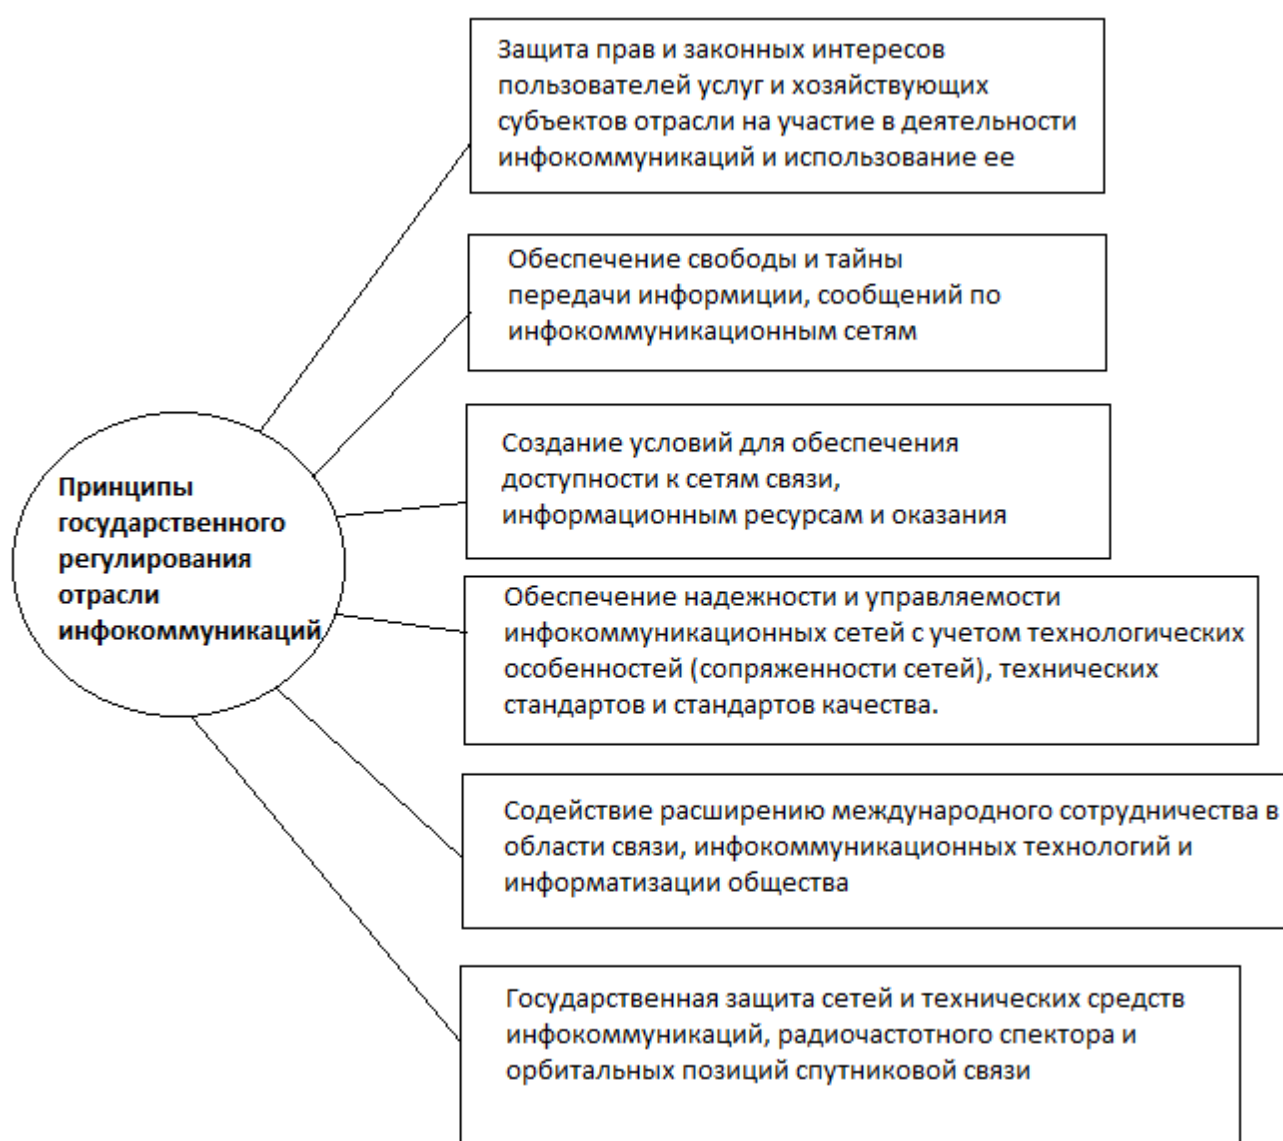 Принципы
государственного
регулирования
отрасли
инфокоммуникаций
Защита прав и законных интересов
пользователей услуг и хозяйствующих
субъектов отрасли на участие в деятельности
инфокоммуникаций и использование ее
Обеспечение свободы и тайны
передачи информиции, сообщений по
инфокоммуникационным сетям
Создание условий для обеспечения
доступности к сетям связи,
информационным ресурсам и оказания
Обеспечение надежности и управляемости
инфокоммуникационных сетей с учетом технологических
особенностей (сопряженности сетей), технических
стандартов и стандартов качества.
Содействие расширению международного сотрудничества в
области связи, инфокоммуникационных технологий и
информатизации общества
Государственная защита сетей и технических средств
инфокоммуникаций, радиочастотного спектора и
орбитальных позиций спутниковой связи